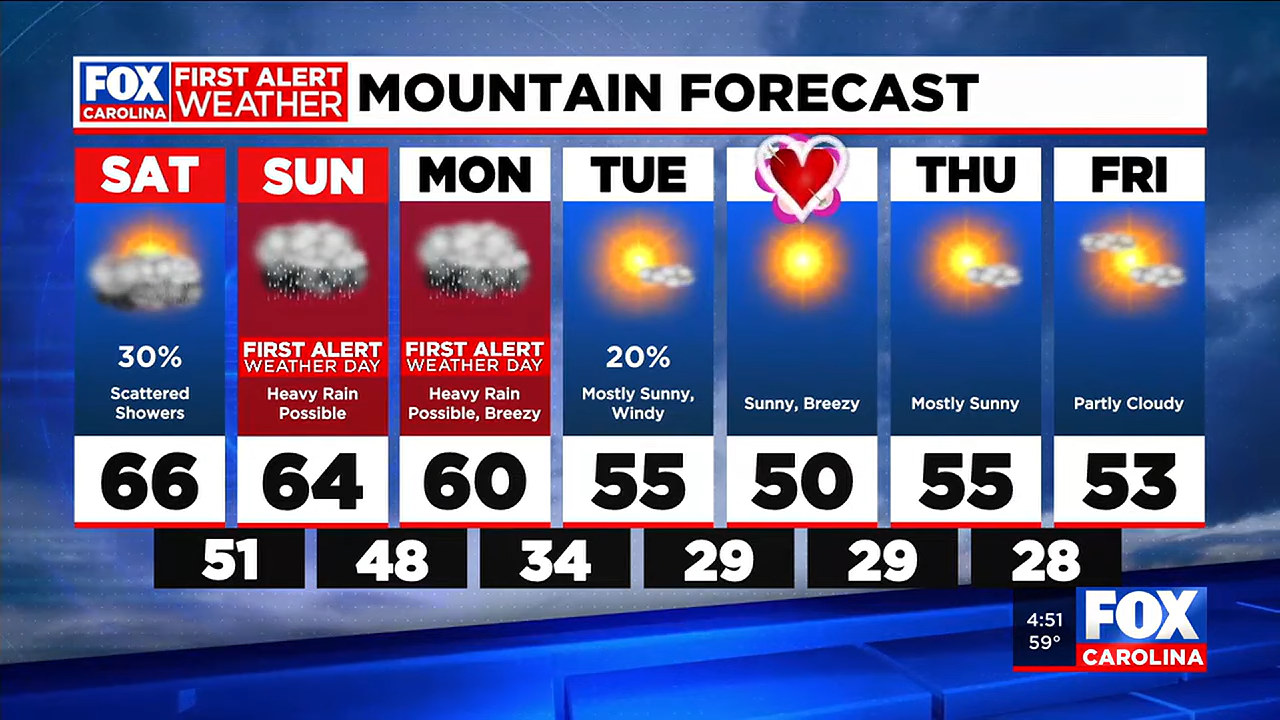 FOX
CAROLINA
FIRST ALERT
WEATHER
MOUNTAIN FORECAST
SAT
SUN
MON
TUE
THU
FRI
30%
FIRST ALERT
WEATHER DAY
FIRST ALERT
WEATHER DAY
20%
Scattered
Showers
Heavy Rain
Possible
Heavy Rain
Possible, Breezy
Mostly Sunny,
Windy
Sunny, Breezy
Mostly Sunny
Partly Cloudy
66
64
60
55
50
55
53
51
48
34
29
29
28
4:51
59°
FOX
CAROLINA